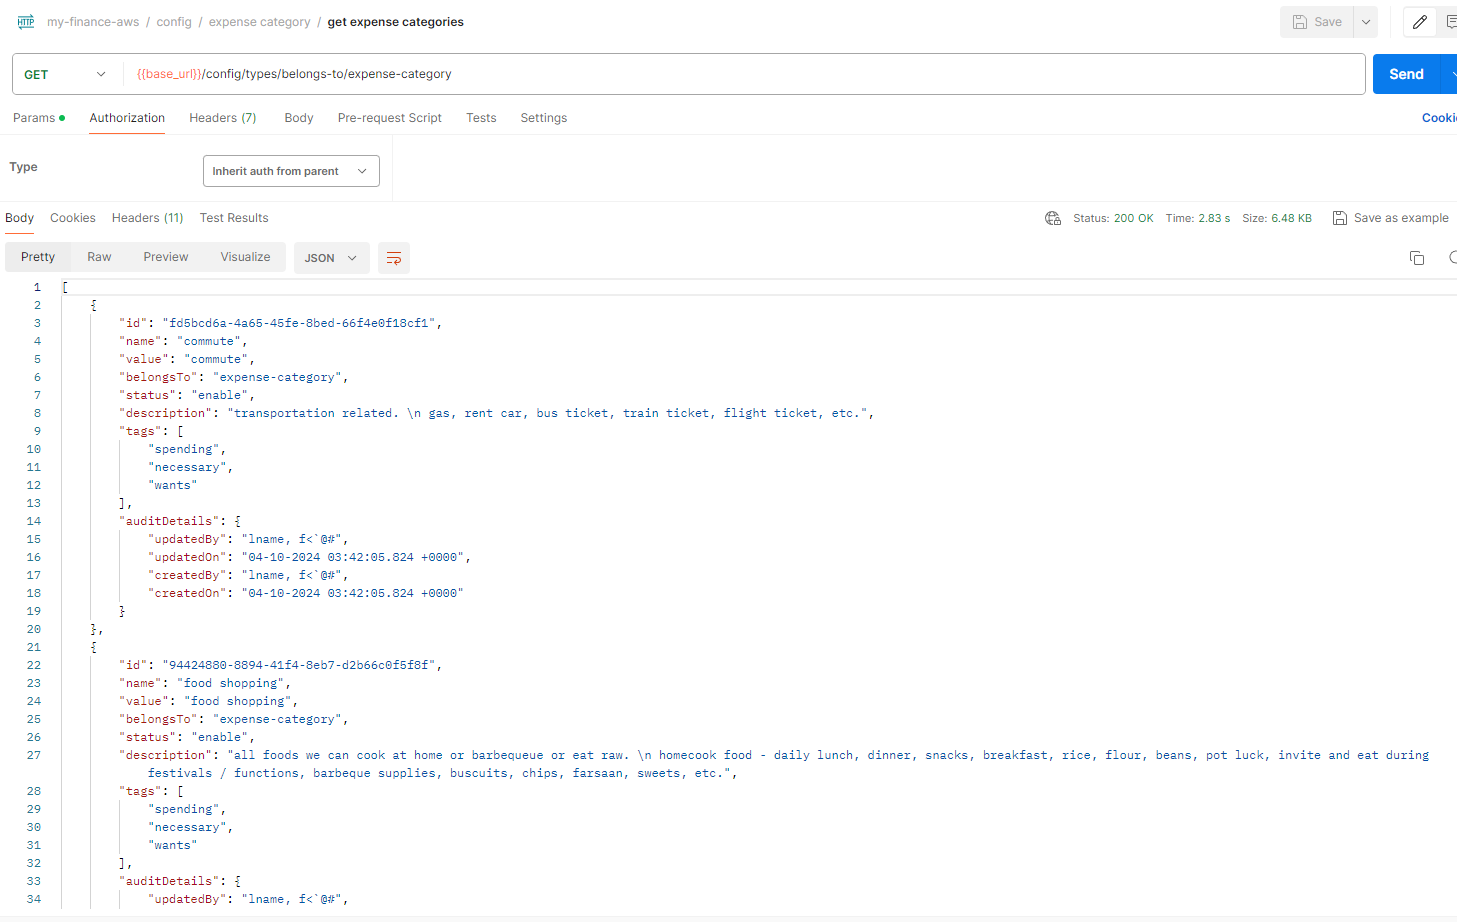 HTTP my-finance-aws / config / expense category / get expense categories Save
GET {{base_url}}/config/types/belongs-to/expense-category Send
Params Authorization Headers (7) Body Pre-request Script Tests Settings Cookie
Type Inherit auth from parent
Body Cookies Headers (11) Test Results Status: 200 OK Time: 2.83 s Size: 6.48 KB Save as example
Pretty Raw Preview Visualize JSON
1 [
2 {
3 "id": "fd5bcd6a-4a65-45fe-8bed-66f4e0f18cf1",
4 "name": "commute",
5 "value": "commute",
6 "belongsTo": "expense-category",
7 "status": "enable",
8 "description": "transportation related. \n gas, rent car, bus ticket, train ticket, flight ticket, etc.",
9 "tags": [
10 "spending",
11 "necessary",
12 "wants"
13 ],
14 "auditDetails": {
15 "updatedBy": "lname, f<`@#",
16 "updatedOn": "04-10-2024 03:42:05.824 +0000",
17 "createdBy": "lname, f<`@#",
18 "createdOn": "04-10-2024 03:42:05.824 +0000"
19 }
20 },
21 {
22 "id": "94424880-8894-41f4-8eb7-d2b66c0f5f8f",
23 "name": "food shopping",
24 "value": "food shopping",
25 "belongsTo": "expense-category",
26 "status": "enable",
27 "description": "all foods we can cook at home or barbequeue or eat raw. \n homecook food - daily lunch, dinner, snacks, breakfast, rice, flour, beans, pot luck, invite and eat during
festivals / functions, barbeque supplies, buscuits, chips, farsaan, sweets, etc.",
28 "tags": [
29 "spending",
30 "necessary",
31 "wants"
32 ],
33 "auditDetails": {
34 "updatedBy": "lname, f<`@#",